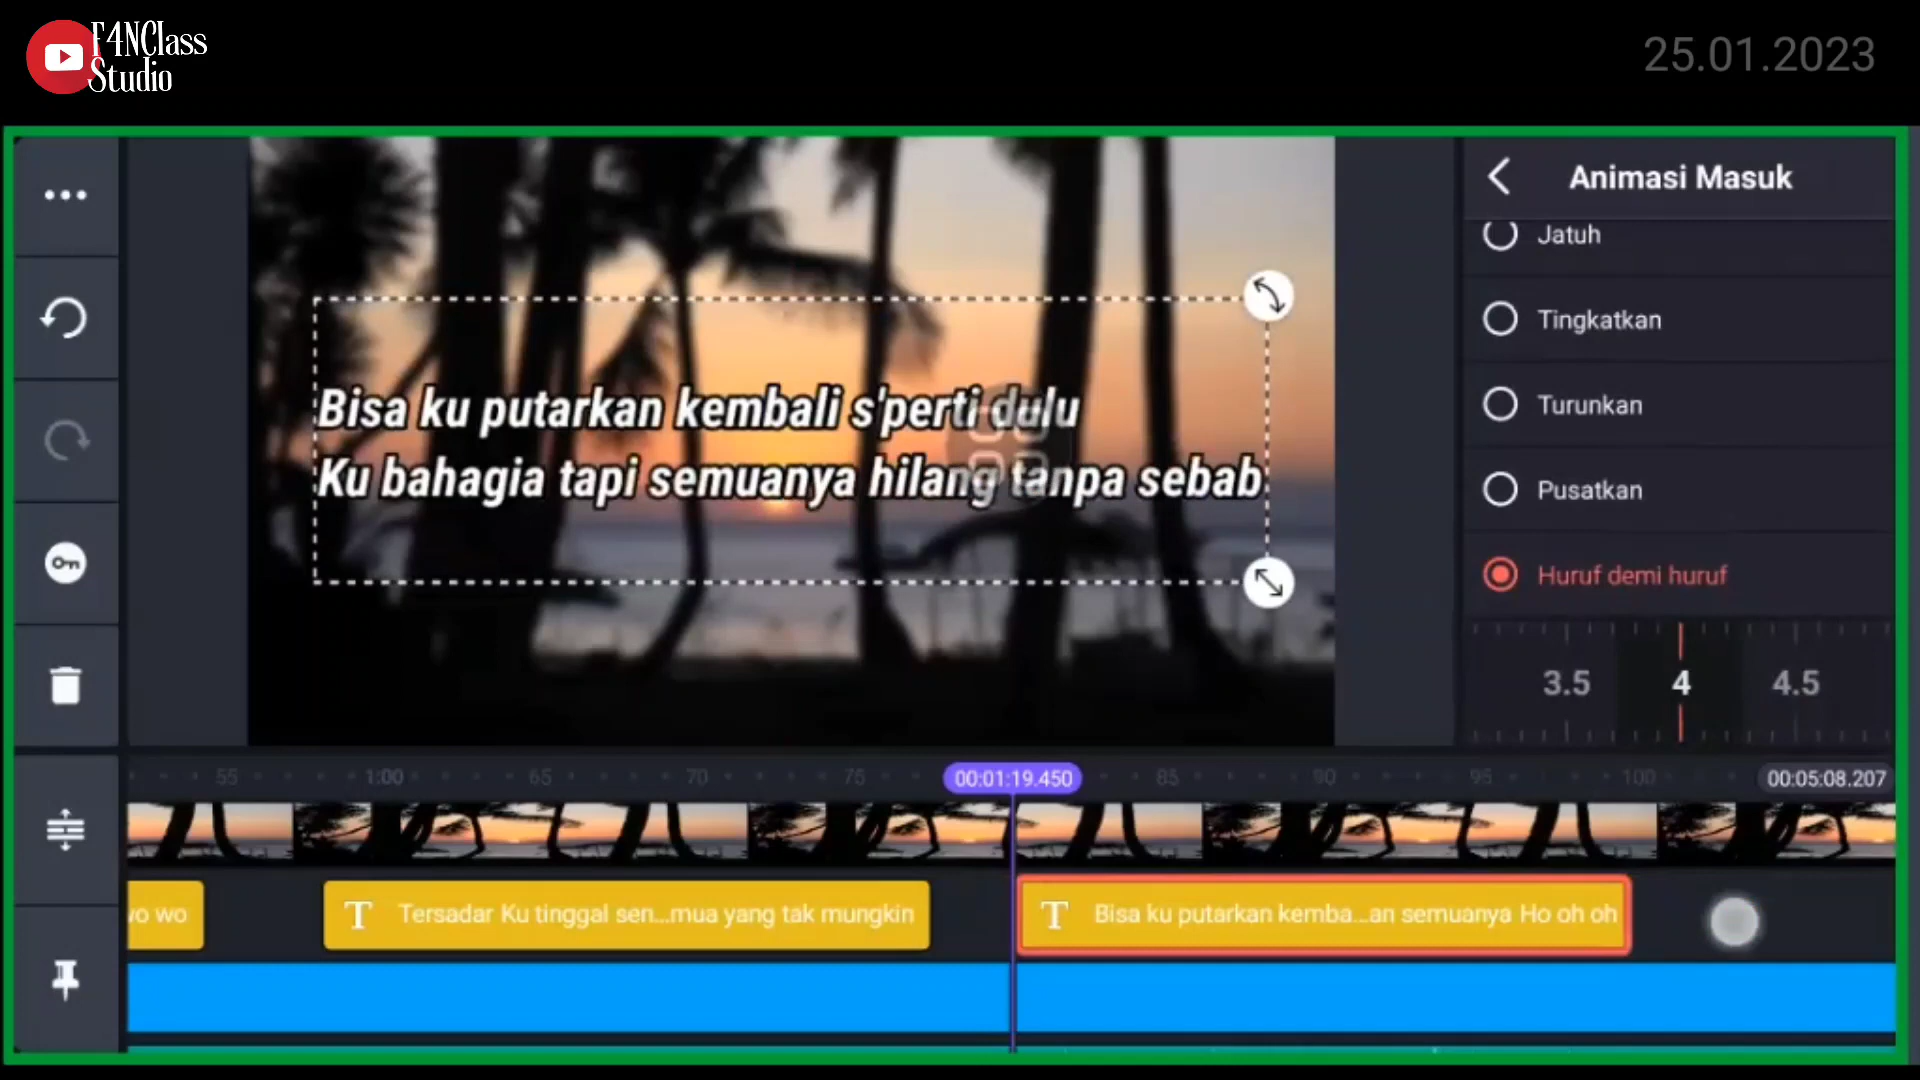 F4NClass
Studio
25.01.2023
Animasi Masuk
Jatuh
Tingkatkan
Turunkan
Pusatkan
Huruf demi huruf
3.5 4 4.5
Bisa ku putarkan kembali s'perti dulu
Ku bahagia tapi semuanya hilang tanpa sebab
55 1:00 65 70 75 00:01:19.450 85 90 95 100 00:05:08.207
wo wo
T Tersadar Ku tinggal sen...mua yang tak mungkin
T Bisa ku putarkan kemba...an semuanya Ho oh oh